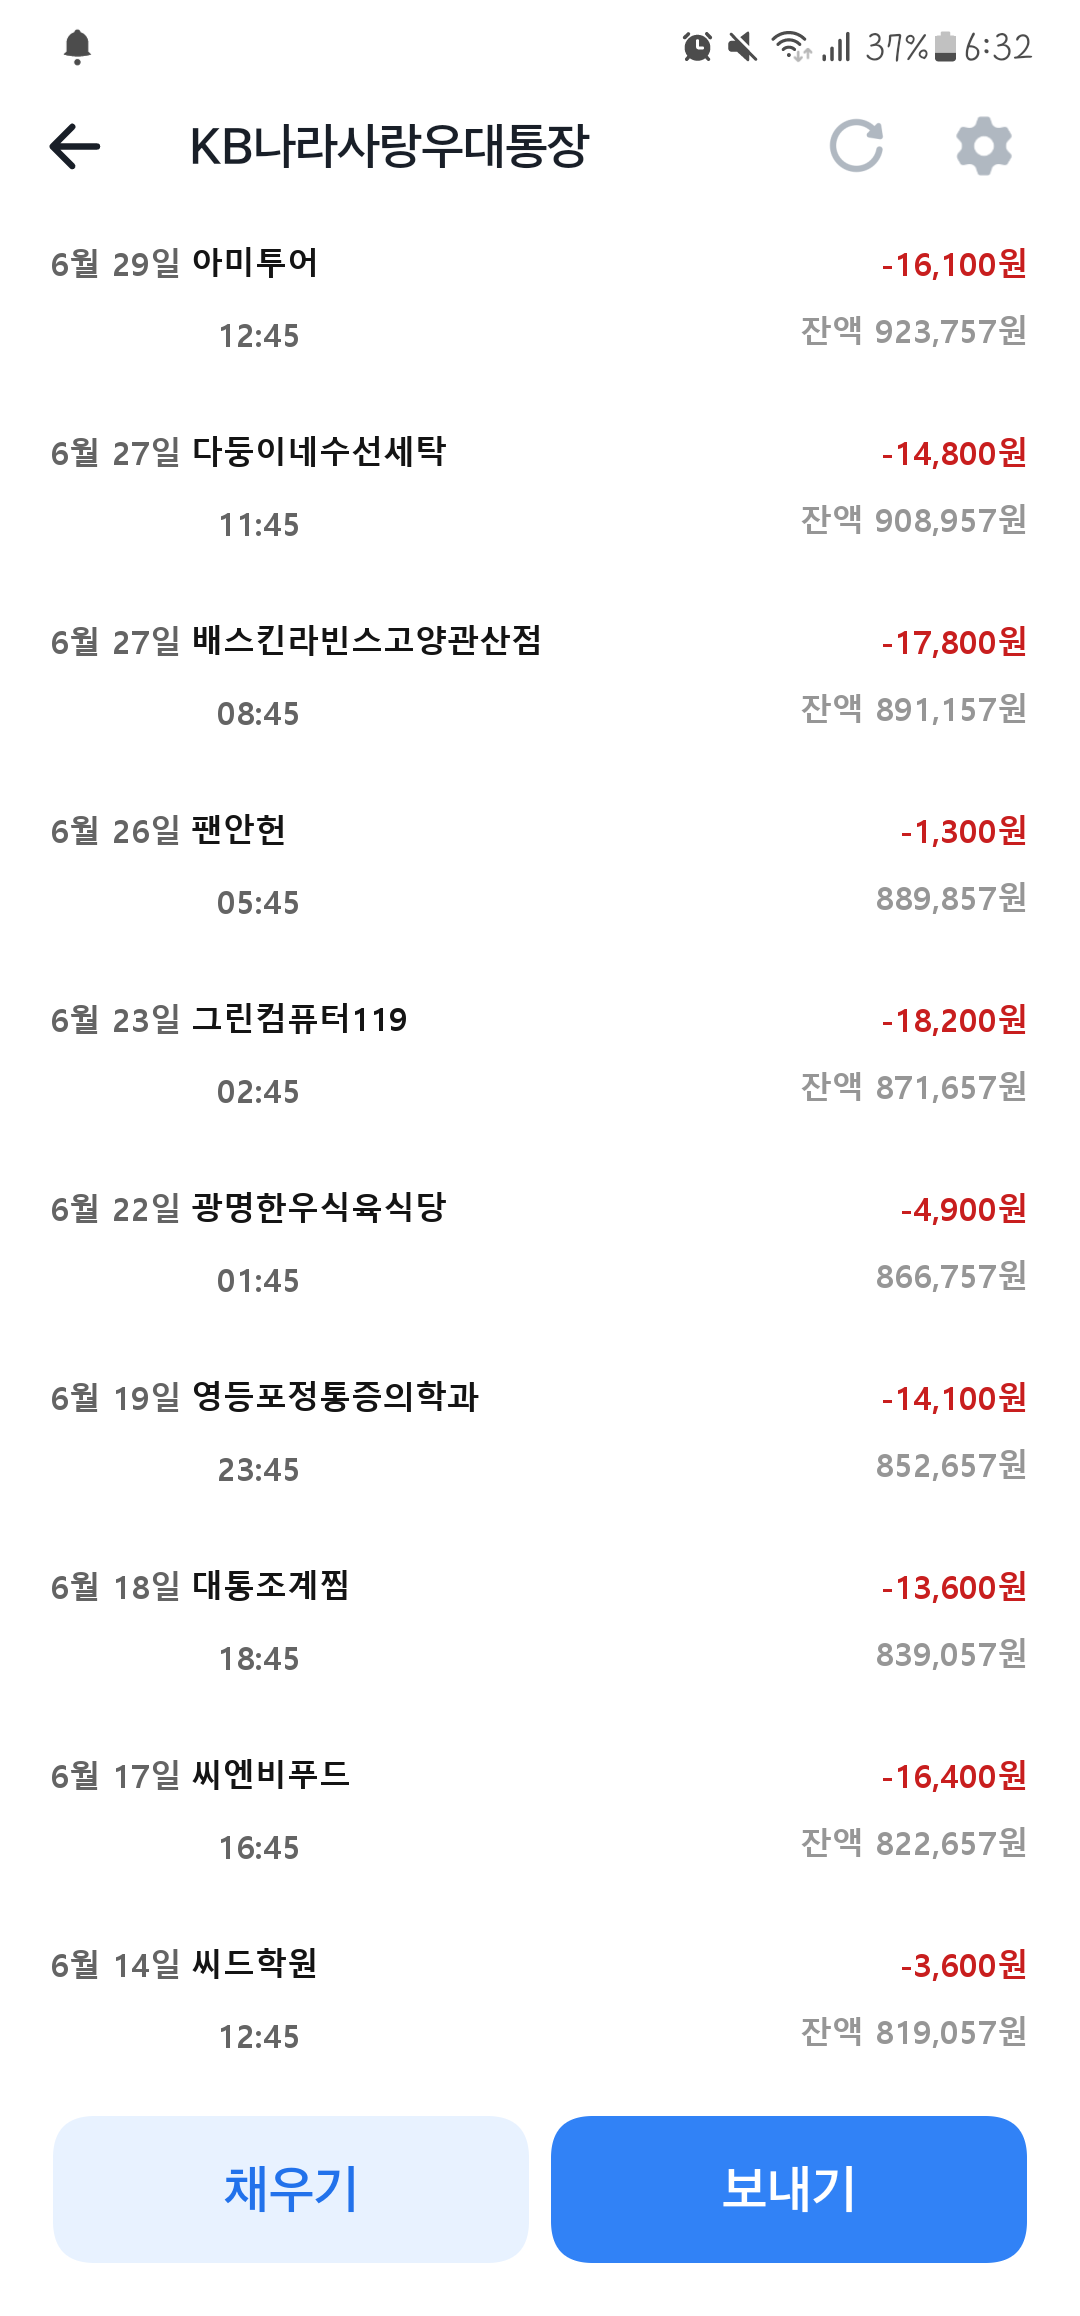 37% 6:32
KB나라사랑우대통장
6월 29일 아미투어 -16,100원
12:45 잔액 923,757원
6월 27일 다둥이네수선세탁 -14,800원
11:45 잔액 908,957원
6월 27일 배스킨라빈스고양관산점 -17,800원
08:45 잔액 891,157원
6월 26일 팬안헌 -1,300원
05:45 889,857원
6월 23일 그린컴퓨터119 -18,200원
02:45 잔액 871,657원
6월 22일 광명한우식육식당 -4,900원
01:45 866,757원
6월 19일 영등포정통증의학과 -14,100원
23:45 852,657원
6월 18일 대통조계찜 -13,600원
18:45 839,057원
6월 17일 씨엔비푸드 -16,400원
16:45 잔액 822,657원
6월 14일 씨드학원 -3,600원
12:45 잔액 819,057원
채우기 보내기